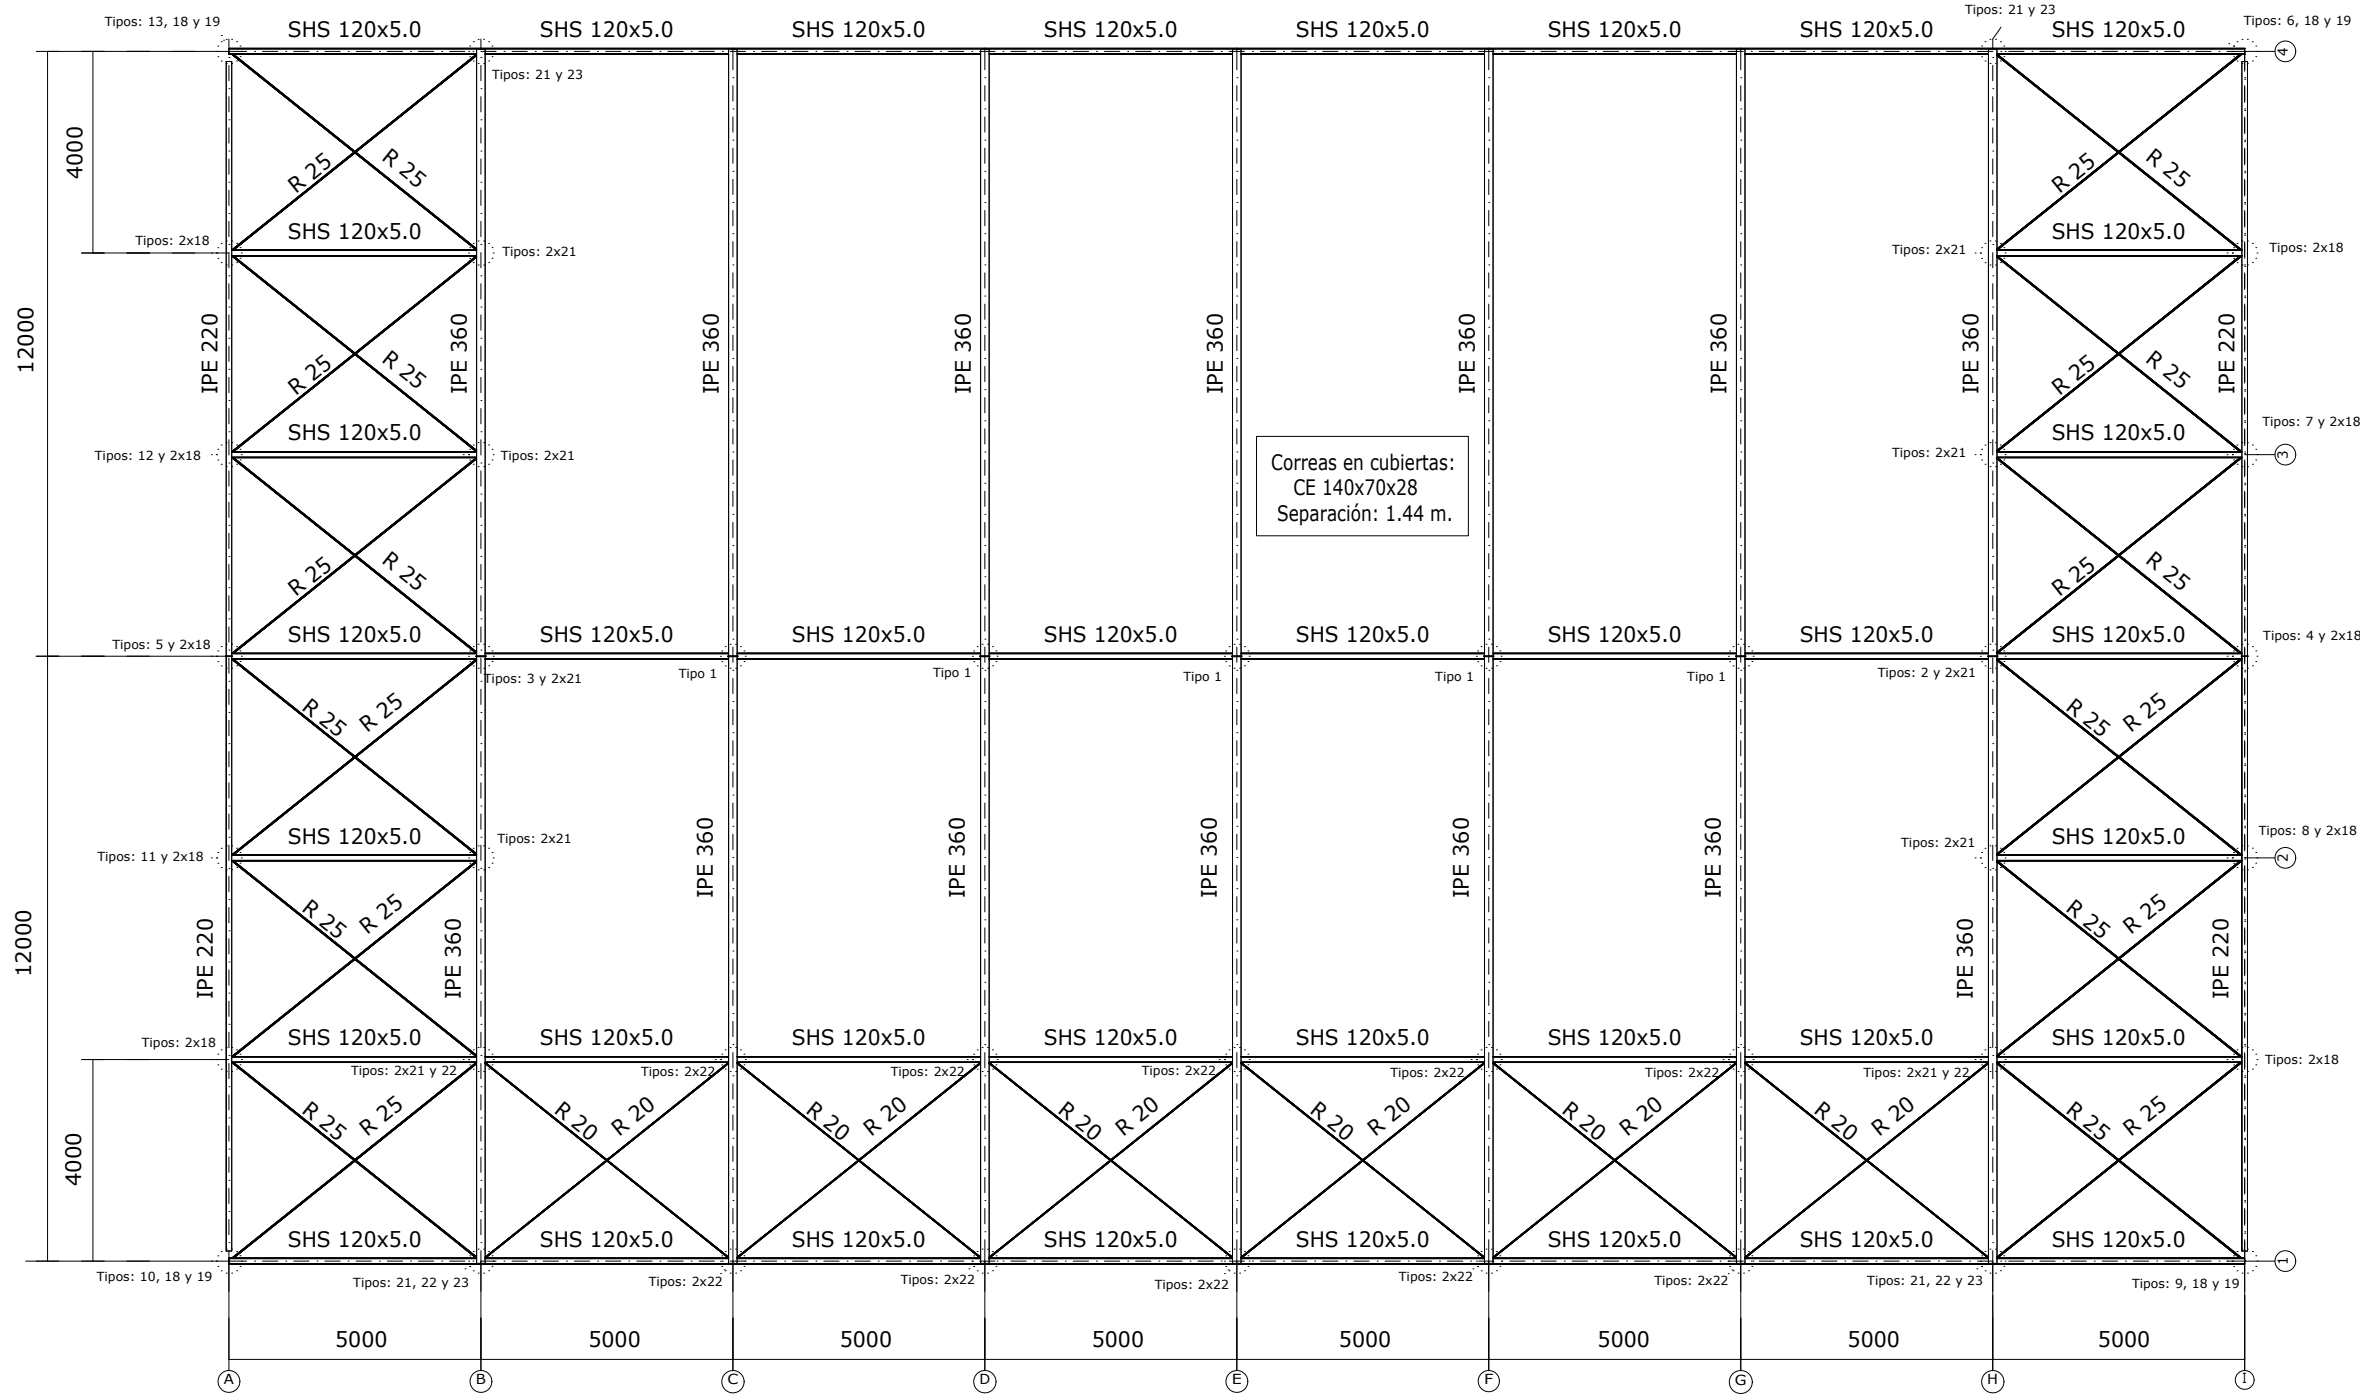 Tipos: 13, 18 y 19
SHS 120x5.0
SHS 120x5.0
SHS 120x5.0
SHS 120x5.0
SHS 120x5.0
SHS 120x5.0
SHS 120x5.0
SHS 120x5.0
Tipos: 21 y 23
Tipos: 6, 18 y 19
4
Tipos: 21 y 23
4000
R 25
R 25
R 25
R 25
SHS 120x5.0
SHS 120x5.0
Tipos: 2x18
Tipos: 2x21
Tipos: 2x21
Tipos: 2x18
12000
IPE 220
IPE 360
IPE 360
IPE 360
IPE 360
IPE 360
IPE 360
IPE 360
IPE 220
R 25
R 25
R 25
R 25
SHS 120x5.0
SHS 120x5.0
Tipos: 7 y 2x18
Tipos: 12 y 2x18
Tipos: 2x21
Tipos: 2x21
3
Correas en cubiertas:
CE 140x70x28
Separación: 1.44 m.
R 25
R 25
R 25
R 25
Tipos: 5 y 2x18
SHS 120x5.0
SHS 120x5.0
SHS 120x5.0
SHS 120x5.0
SHS 120x5.0
SHS 120x5.0
SHS 120x5.0
SHS 120x5.0
Tipos: 4 y 2x18
Tipos: 3 y 2x21
Tipo 1
Tipo 1
Tipo 1
Tipo 1
Tipo 1
Tipos: 2 y 2x21
R 25
R 25
R 25
R 25
SHS 120x5.0
SHS 120x5.0
Tipos: 11 y 2x18
Tipos: 2x21
Tipos: 2x21
Tipos: 8 y 2x18
2
IPE 360
IPE 360
IPE 360
IPE 360
IPE 360
12000
IPE 220
R 25
R 25
IPE 360
IPE 360
R 25
R 25
IPE 220
Tipos: 2x18
SHS 120x5.0
SHS 120x5.0
SHS 120x5.0
SHS 120x5.0
SHS 120x5.0
SHS 120x5.0
SHS 120x5.0
SHS 120x5.0
Tipos: 2x18
Tipos: 2x21 y 22
Tipos: 2x22
Tipos: 2x22
Tipos: 2x22
Tipos: 2x22
Tipos: 2x22
Tipos: 2x21 y 22
4000
R 25
R 25
R 20
R 20
R 20
R 20
R 20
R 20
R 20
R 20
R 20
R 20
R 20
R 20
R 25
R 25
SHS 120x5.0
SHS 120x5.0
SHS 120x5.0
SHS 120x5.0
SHS 120x5.0
SHS 120x5.0
SHS 120x5.0
SHS 120x5.0
1
Tipos: 10, 18 y 19
Tipos: 21, 22 y 23
Tipos: 2x22
Tipos: 2x22
Tipos: 2x22
Tipos: 2x22
Tipos: 2x22
Tipos: 21, 22 y 23
Tipos: 9, 18 y 19
5000
5000
5000
5000
5000
5000
5000
5000
A
B
C
D
E
F
G
H
I